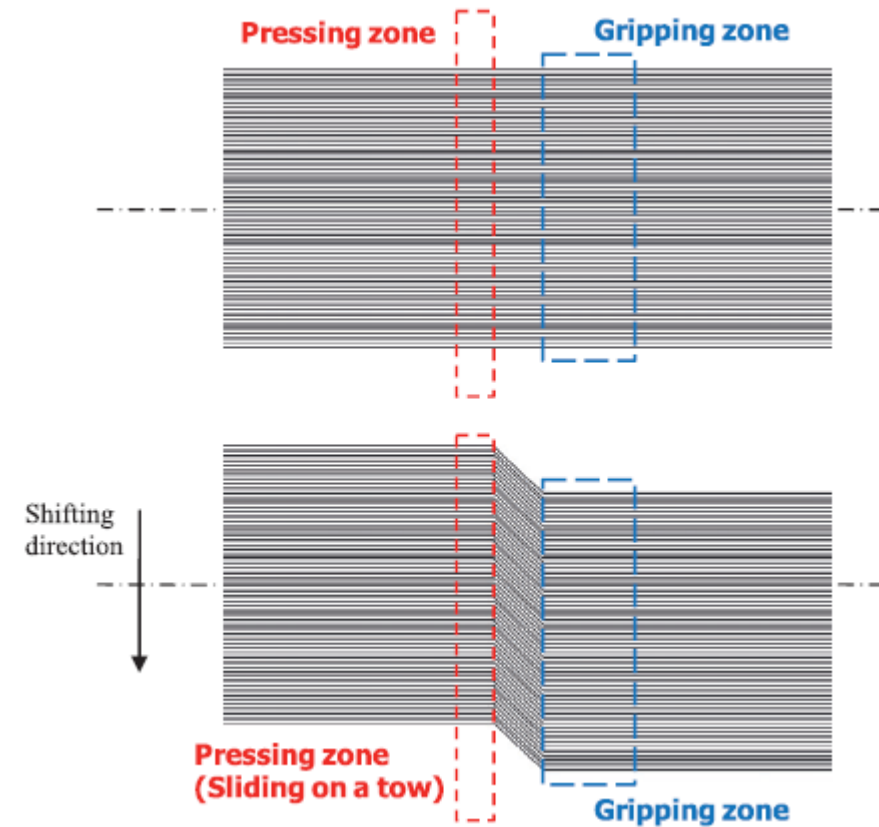 Pressing zone
Gripping zone
Shifting
direction
Pressing zone
(Sliding on a tow)
Gripping zone